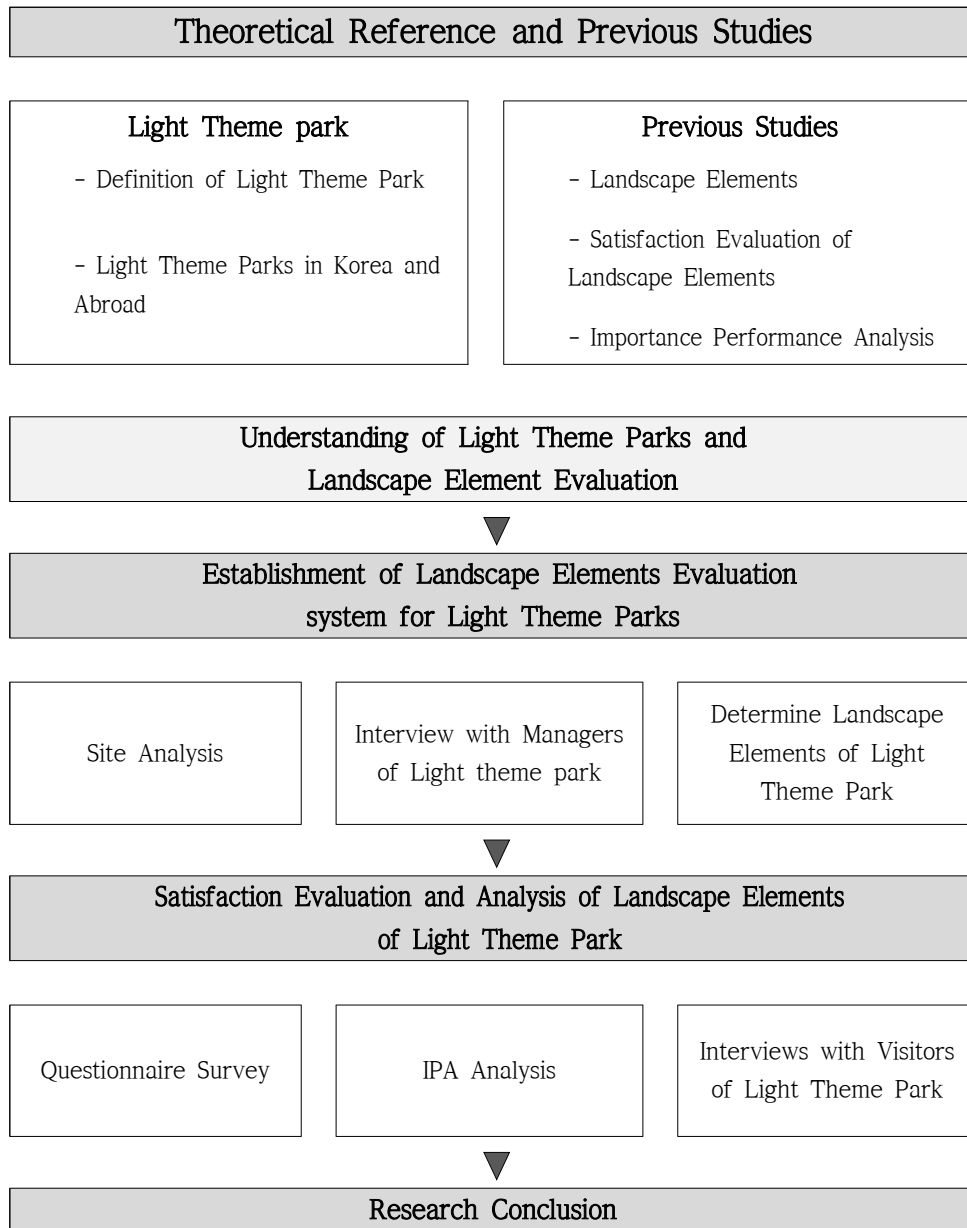 Theoretical Reference and Previous Studies
Light Theme park
- Definition of Light Theme Park
- Light Theme Parks in Korea and
Abroad
Previous Studies
- Landscape Elements
- Satisfaction Evaluation of
Landscape Elements
- Importance Performance Analysis
Understanding of Light Theme Parks and
Landscape Element Evaluation
Establishment of Landscape Elements Evaluation
system for Light Theme Parks
Site Analysis
Interview with Managers
of Light theme park
Determine Landscape
Elements of Light
Theme Park
Satisfaction Evaluation and Analysis of Landscape Elements
of Light Theme Park
Questionnaire Survey
IPA Analysis
Interviews with Visitors
of Light Theme Park
Research Conclusion